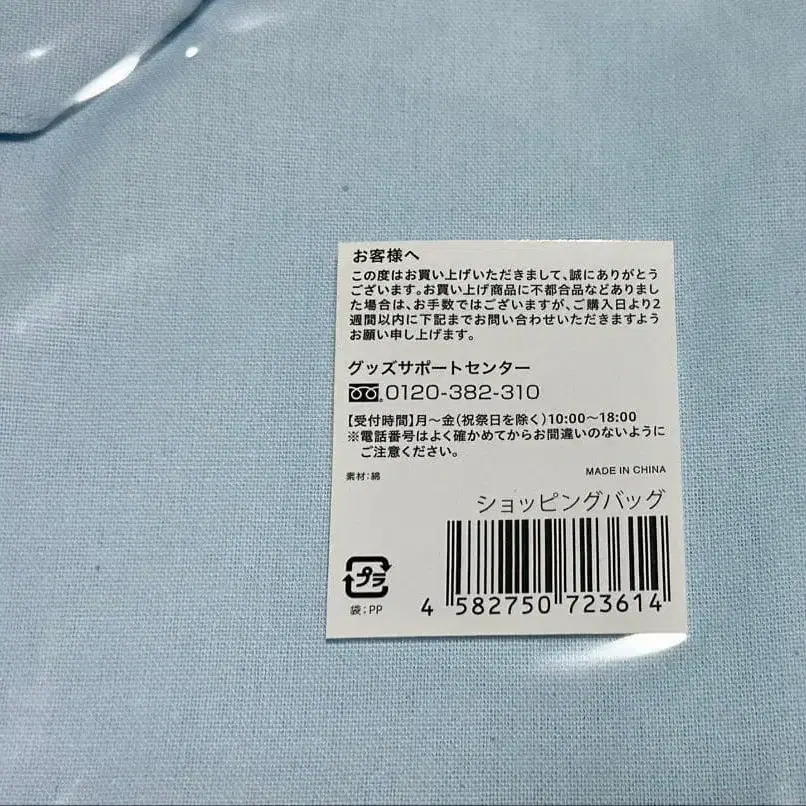 お客様へ
この度はお買い上げいただきまして、誠にありがとう
ございます。お買い上げ商品に不都合品などありまし
た場合は、お手数ではございますが、ご購入日より2
週間以内に下記までお問い合わせいただきますよう
お願い申し上げます。
グッズサポートセンター
0120-382-310
【受付時間】月～金(祝祭日を除く)10:00～18:00
※電話番号はよく確かめてからお間違いのないように
ご注意ください。
素材:綿
MADE IN CHINA
ショッピングバッグ
プラ
袋:PP
4 582750 723614